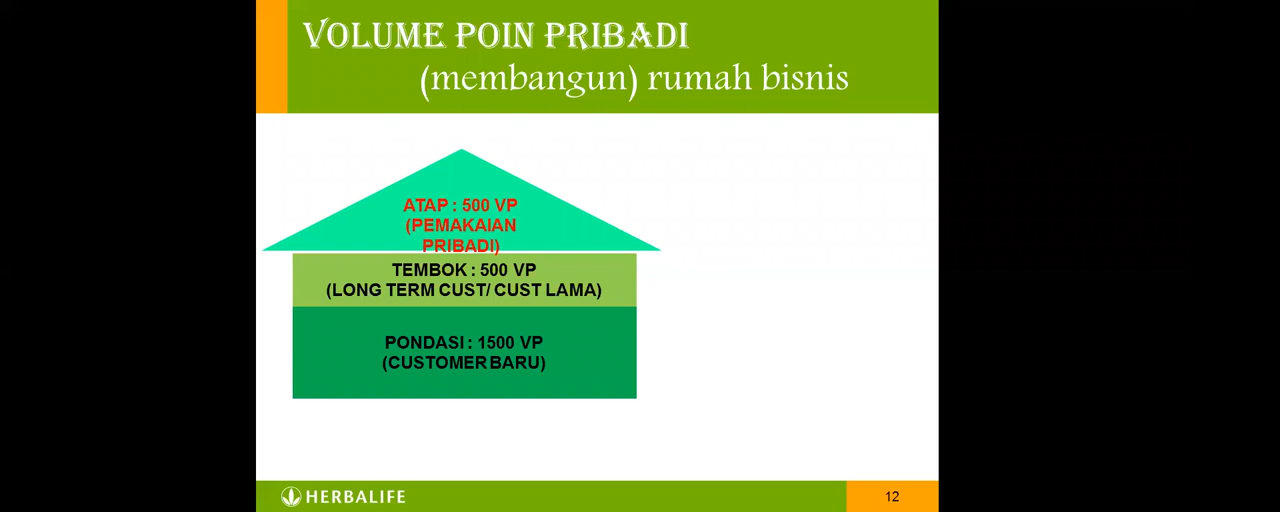 VOLUME POIN PRIBADI
(membangun) rumah bisnis
ATAP : 500 VP
(PEMAKAIAN
PRIBADI)
TEMBOK : 500 VP
(LONG TERM CUST/ CUST LAMA)
PONDASI : 1500 VP
(CUSTOMER BARU)
HERBALIFE
12